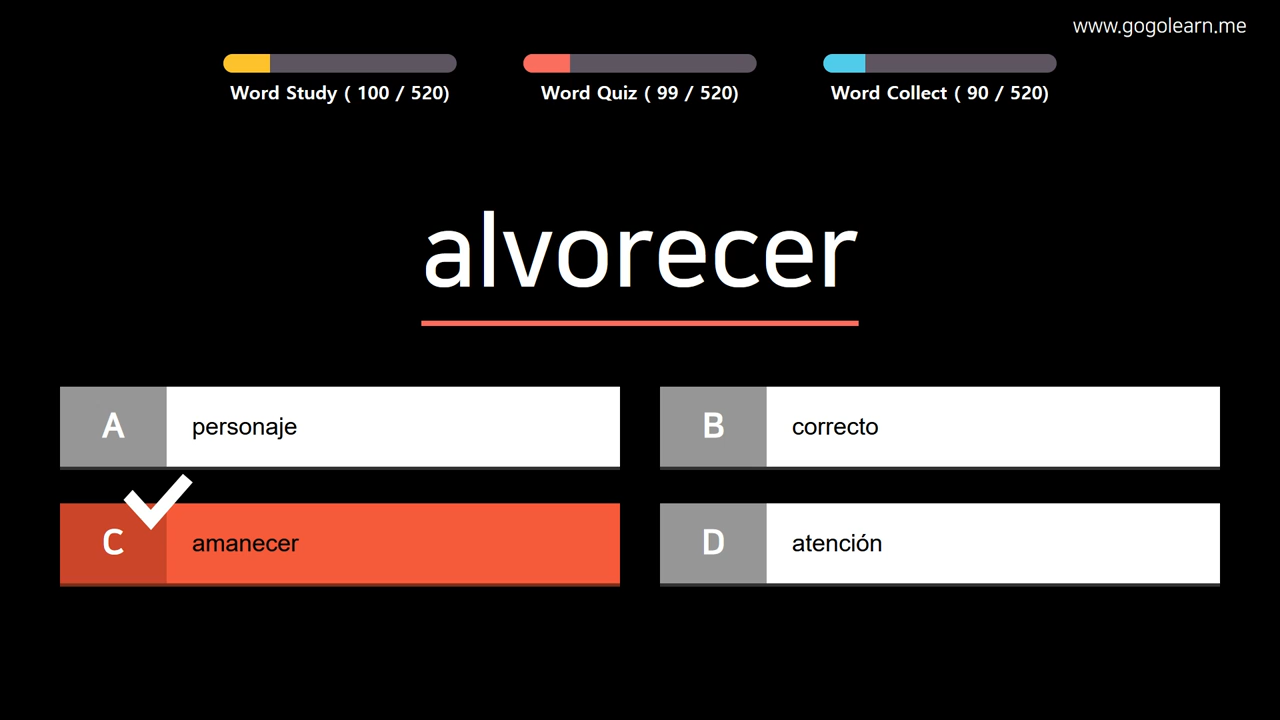 www.gogolearn.me
Word Study ( 100 / 520)
Word Quiz ( 99 / 520)
Word Collect ( 90 / 520)
alvorecer
A
personaje
B
correcto
C
amanecer
D
atención